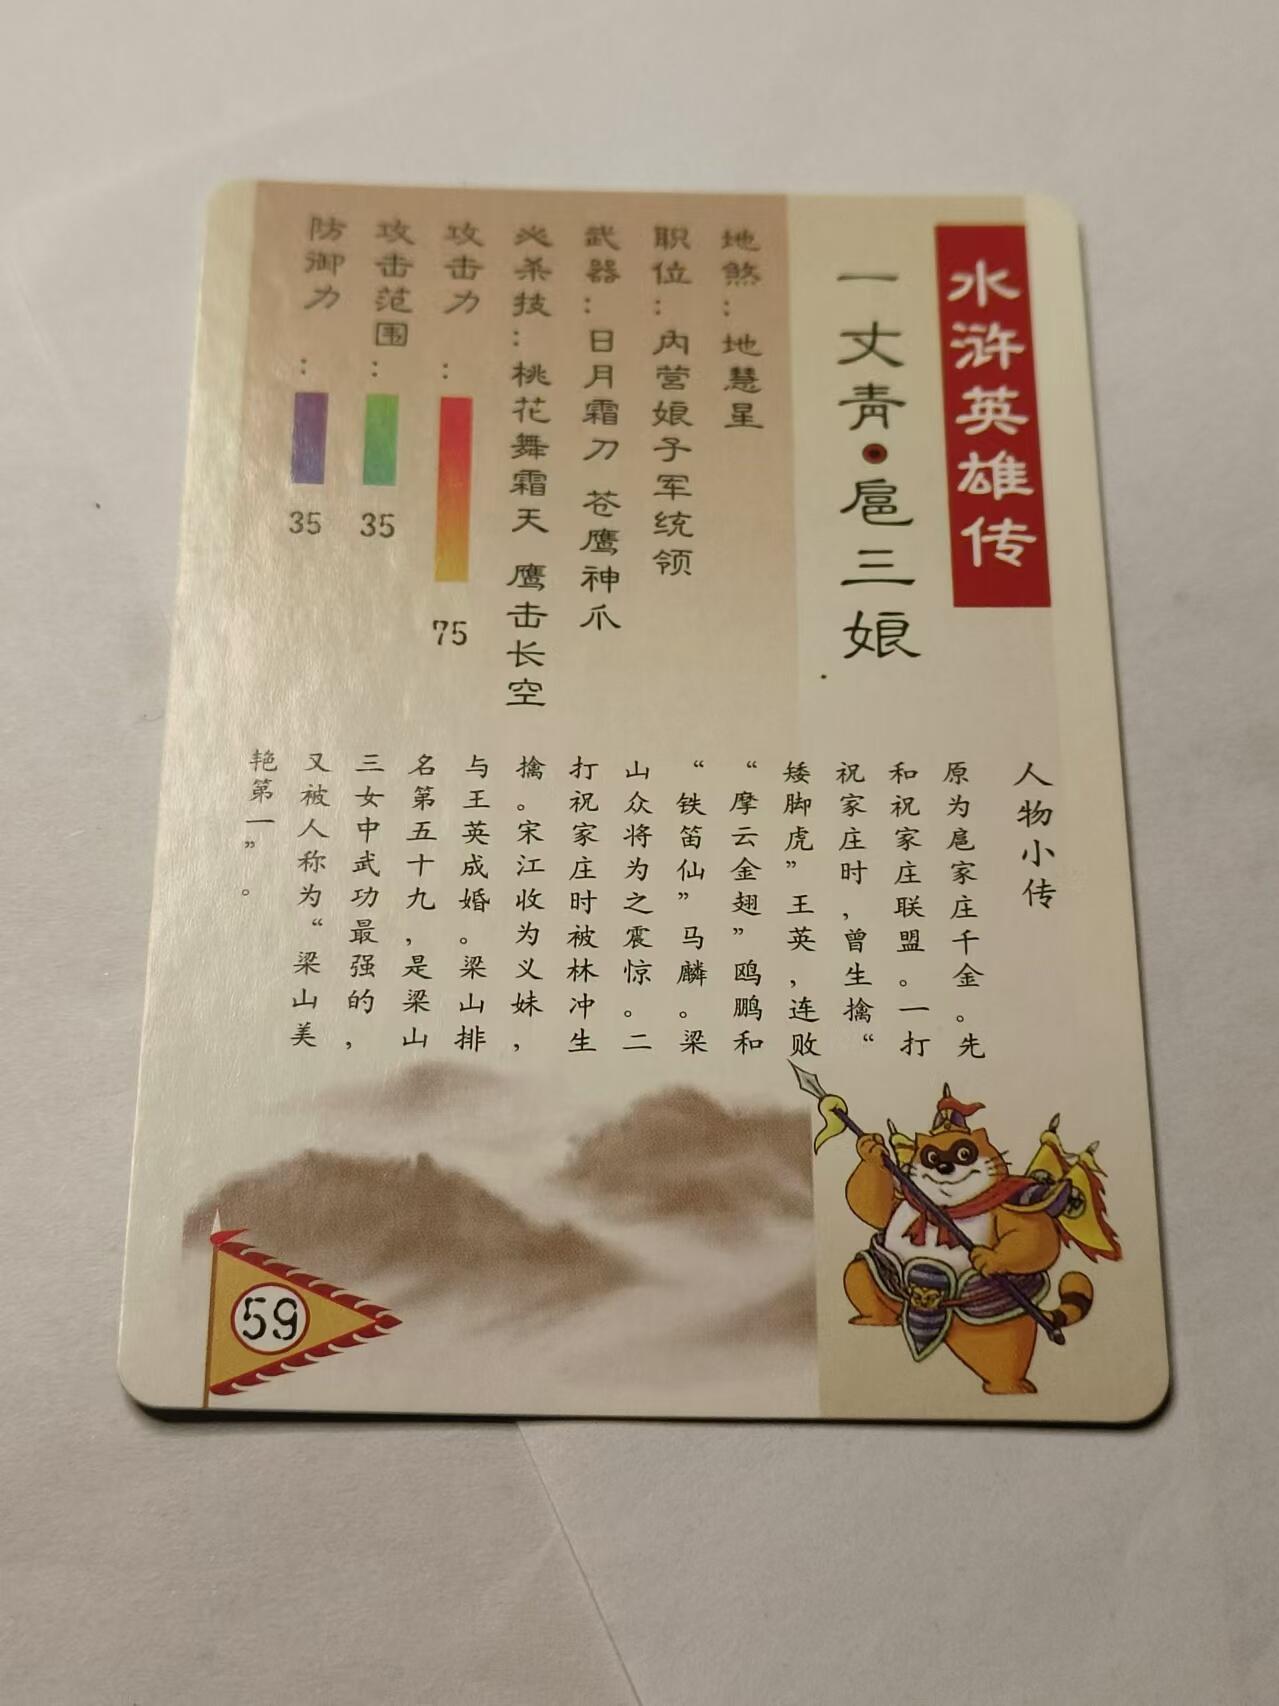 水浒英雄传
一丈青•扈三娘
地煞：地慧星
职位：内营娘子军统领
武器：日月霜刀 苍鹰神爪
必杀技：桃花舞霜天 鹰击长空
攻击力：75
攻击范围：35
防御力：35
人物小传
原为扈家庄千金。先
和祝家庄联盟。一打
祝家庄时，曾生擒“
矮脚虎”王英，连败
“摩云金翅”鸥鹏和
“铁笛仙”马麟。梁
山众将为之震惊。二
打祝家庄时被林冲生
擒。宋江收为义妹，
与王英成婚。梁山排
名第五十九，是梁山
三女中武功最强的，
又被人称为“梁山美
艳第一”。
59